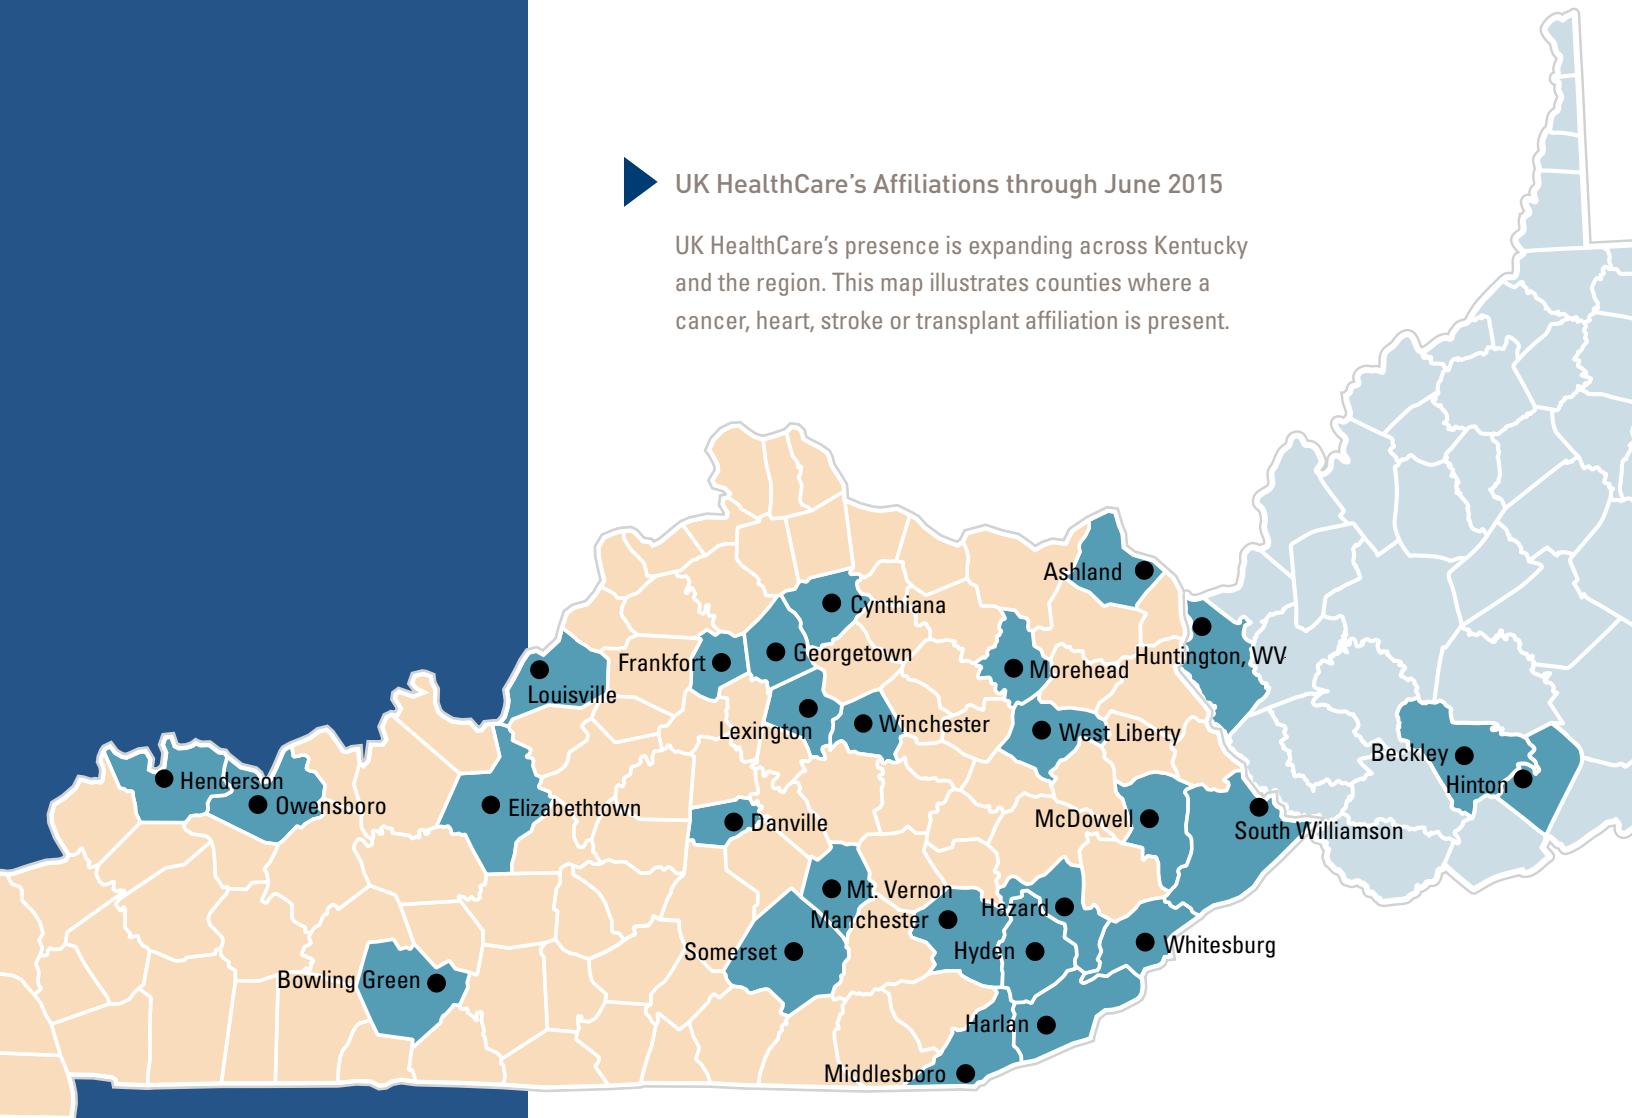 UK HealthCare’s Affiliations through June 2015
UK HealthCare’s presence is expanding across Kentucky
and the region. This map illustrates counties where a
cancer, heart, stroke or transplant affiliation is present.
Ashland
Cynthiana
Georgetown
Frankfort
Huntington, WV
Morehead
Louisville
Lexington
Winchester
West Liberty
Beckley
Hinton
Henderson
Owensboro
Elizabethtown
Danville
McDowell
South Williamson
Mt. Vernon
Manchester
Hazard
Somerset
Hyden
Whitesburg
Bowling Green
Harlan
Middlesboro